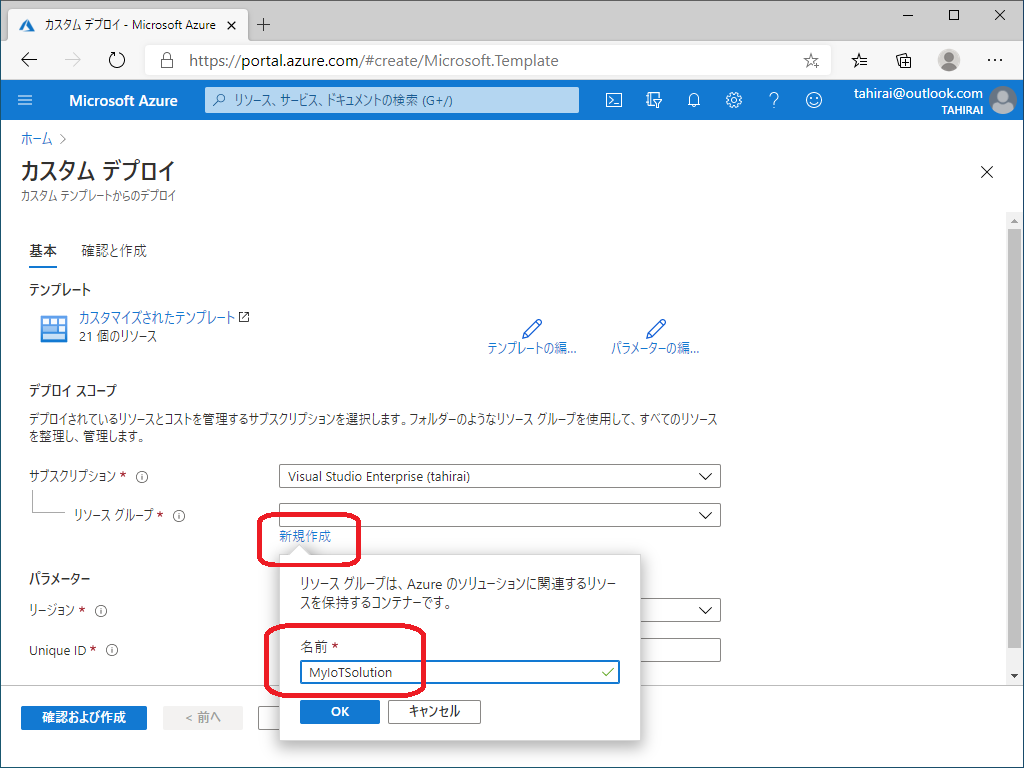 カスタム デプロイ - Microsoft Azure
https://portal.azure.com/#create/Microsoft.Template
Microsoft Azure
リソース、サービス、ドキュメントの検索 (G+/)
tahirai@outlook.com
TAHIRAI
ホーム
カスタム デプロイ
カスタム テンプレートからのデプロイ
基本 確認と作成
テンプレート
カスタマイズされたテンプレート
21 個のリソース
テンプレートの編... パラメーターの編...
デプロイ スコープ
デプロイされているリソースとコストを管理するサブスクリプションを選択します。フォルダーのようなリソース グループを使用して、すべてのリソース
を整理し、管理します。
サブスクリプション * Visual Studio Enterprise (tahirai)
リソース グループ *
新規作成
リソース グループは、Azure のソリューションに関連するリソー
スを保持するコンテナーです。
パラメーター
リージョン *
名前 *
Unique ID *
MyIoTSolution
OK キャンセル
確認および作成 < 前へ